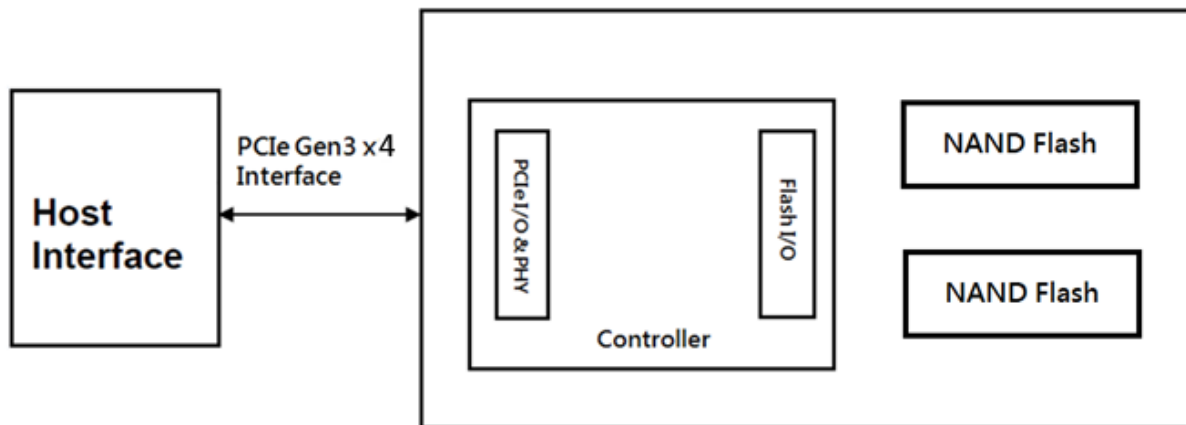 Host
Interface
PCIe Gen3 x4
Interface
PCIe I/O & PHY
Flash I/O
Controller
NAND Flash
NAND Flash